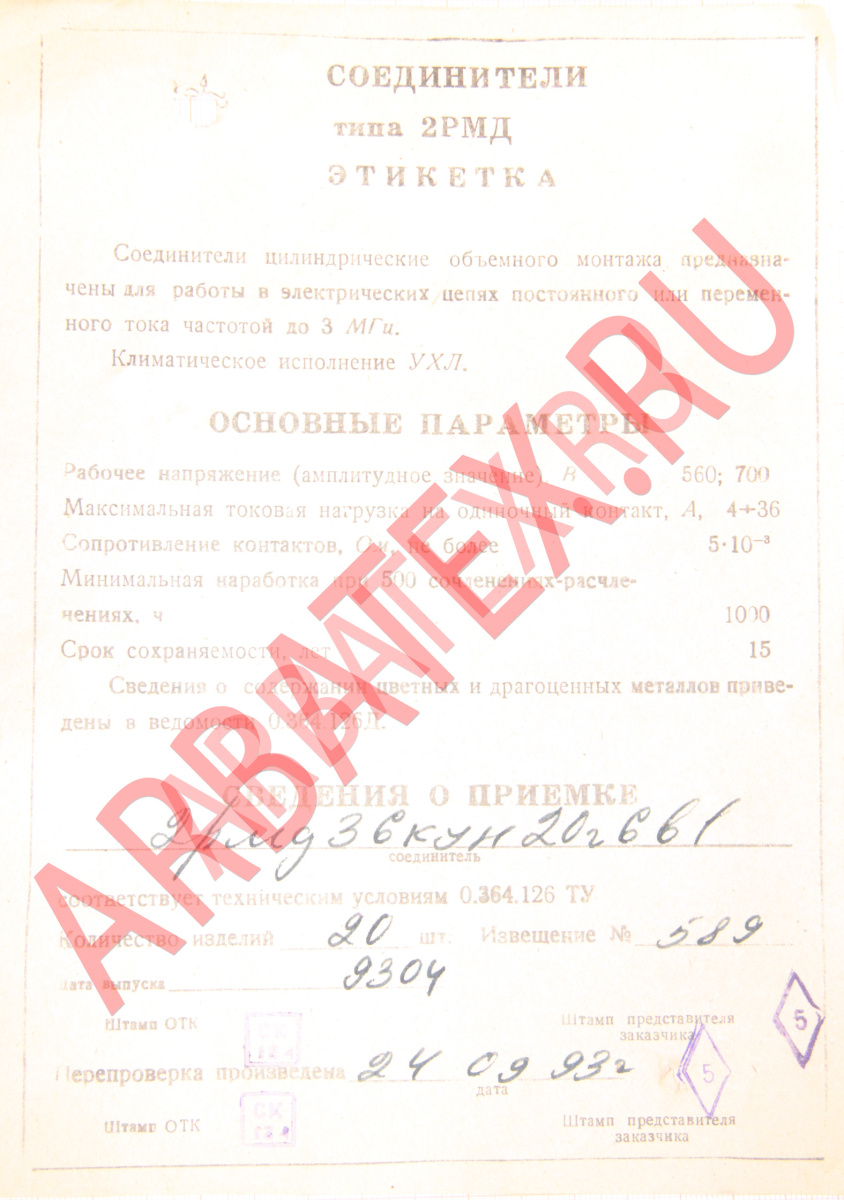 СОЕДИНИТЕЛИ
типа 2РМД
ЭТИКЕТКА
Соединители цилиндрические объемного монтажа предназна-
чены для работы в электрических цепях постоянного или перемен-
ного тока частотой до 3 МГц.
Климатическое исполнение УХЛ.
ОСНОВНЫЕ ПАРАМЕТРЫ
Рабочее напряжение (амплитудное значение), В 560; 700
Максимальная токовая нагрузка на одиночный контакт, А, 4÷36
Сопротивление контактов, Ом, не более 5·10⁻³
Минимальная наработка при 500 сочленениях-расчле-
нениях, ч 1000
Срок сохраняемости, лет 15
Сведения о содержании цветных и драгоценных металлов приве-
дены в ведомости 0.364.126Д.
ARBATEX.RU
СВЕДЕНИЯ О ПРИЕМКЕ
2рмд36кун20г6в1
соединитель
соответствует техническим условиям 0.364.126 ТУ
Количество изделий 20 шт. Извещение № 589
Дата выпуска 9304
Штамп ОТК СК Штамп представителя
заказчика 5
Перепроверка произведена 24 09 93г 5
дата
Штамп ОТК СК Штамп представителя
заказчика